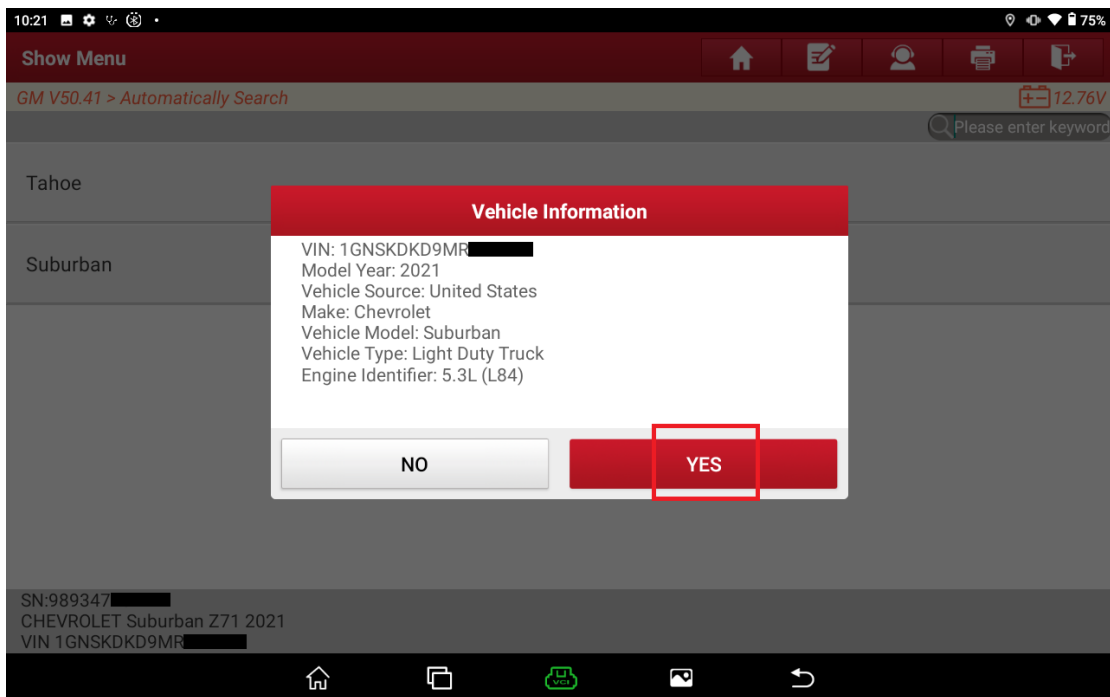 10:21
75%
Show Menu
GM V50.41 > Automatically Search
12.76V
Please enter keyword
Tahoe
Suburban
Vehicle Information
VIN: 1GNSKDKD9MR
Model Year: 2021
Vehicle Source: United States
Make: Chevrolet
Vehicle Model: Suburban
Vehicle Type: Light Duty Truck
Engine Identifier: 5.3L (L84)
NO
YES
SN:989347
CHEVROLET Suburban Z71 2021
VIN 1GNSKDKD9MR
VCI